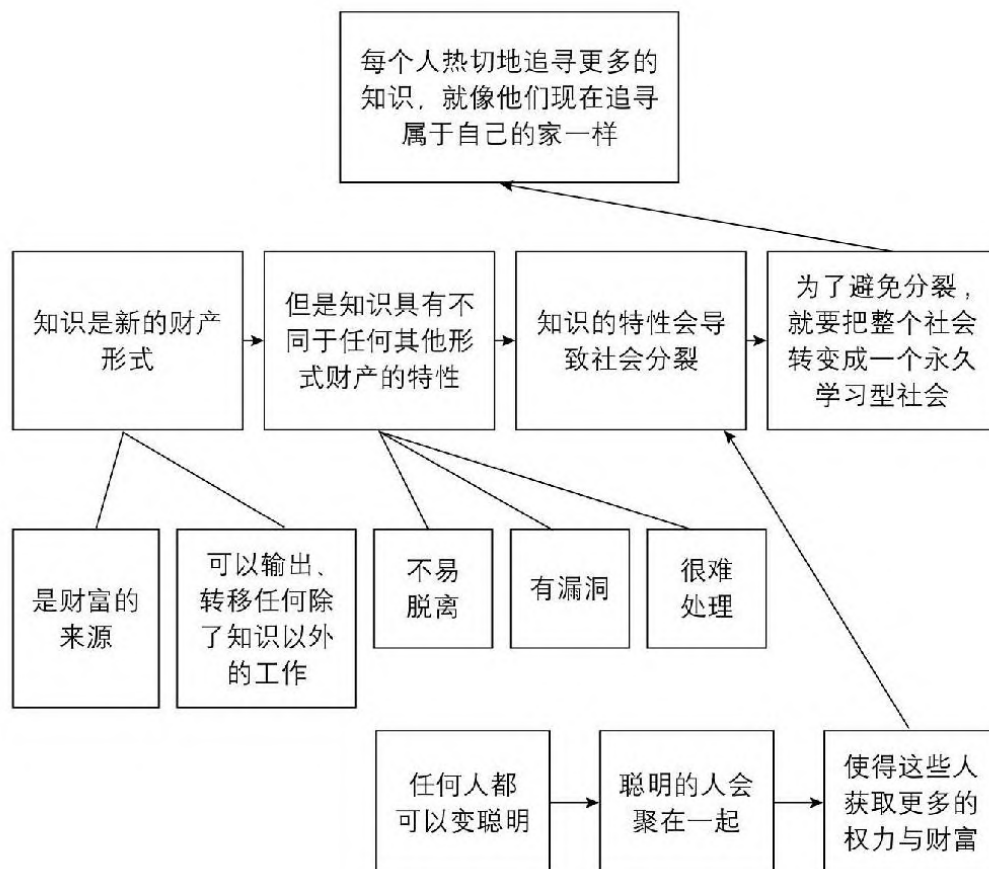 每个人热切地追寻更多的
知识，就像他们现在追寻
属于自己的家一样
知识是新的财产
形式
但是知识具有不
同于任何其他形
式财产的特性
知识的特性会导
致社会分裂
为了避免分裂，
就要把整个社会
转变成一个永久
学习型社会
是财富的
来源
可以输出、
转移任何除
了知识以外
的工作
不易
脱离
有漏洞
很难
处理
任何人都
可以变聪明
聪明的人会
聚在一起
使得这些人
获取更多的
权力与财富